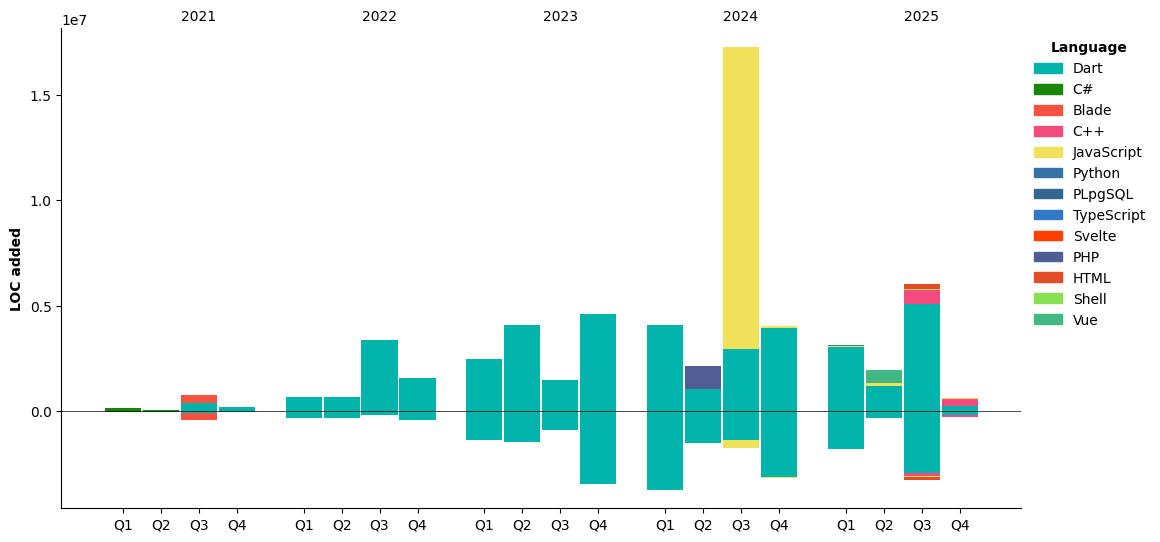 2021 2022 2023 2024 2025
1e7
Language
Dart
C#
Blade
C++
JavaScript
Python
PLpgSQL
TypeScript
Svelte
PHP
HTML
Shell
Vue
LOC added
1.5
1.0
0.5
0.0
Q1 Q2 Q3 Q4 Q1 Q2 Q3 Q4 Q1 Q2 Q3 Q4 Q1 Q2 Q3 Q4 Q1 Q2 Q3 Q4